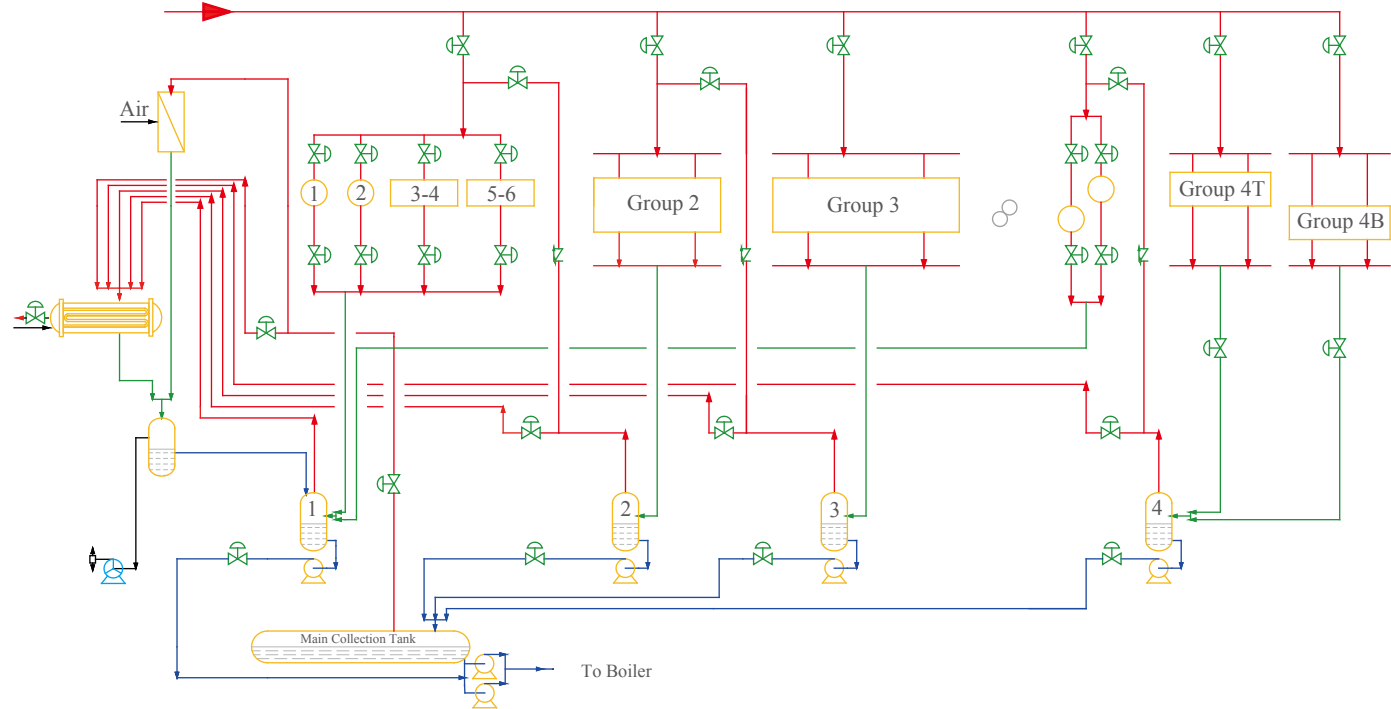 Air
1
2
3-4
5-6
Group 2
Group 3
Group 4T
Group 4B
1
2
3
4
Main Collection Tank
To Boiler